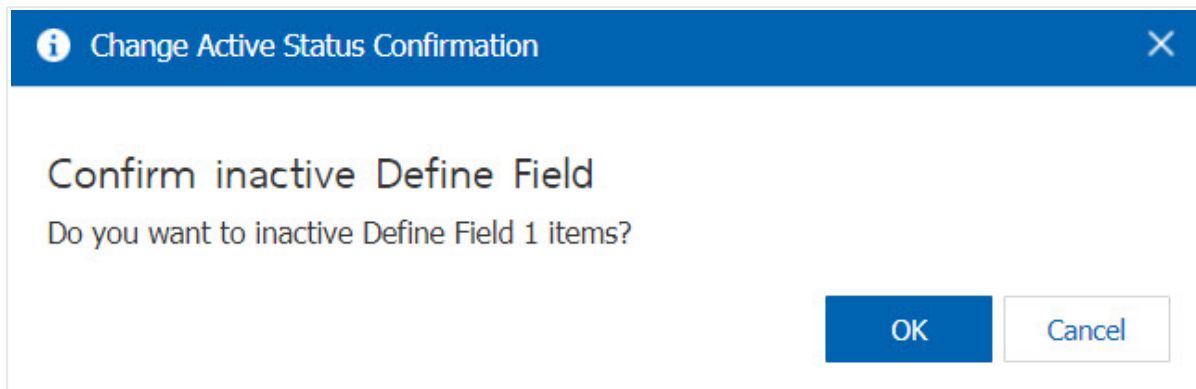 Change Active Status Confirmation
Confirm inactive Define Field
Do you want to inactive Define Field 1 items?
OK Cancel